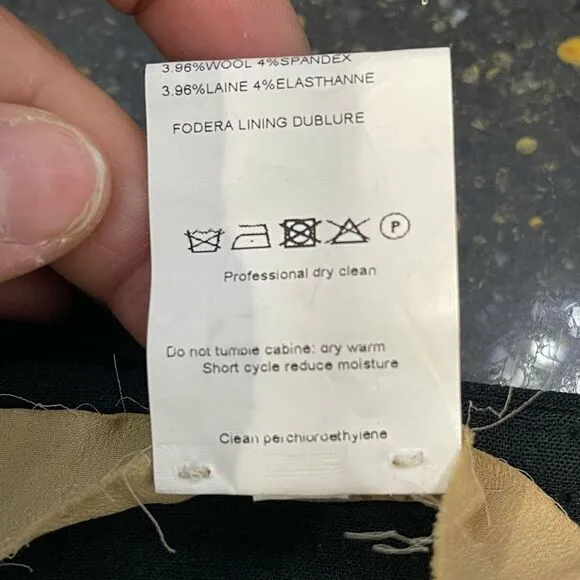 3.96%WOOL 4%SPANDEX
3.96%LAINE 4%ELASTHANNE
FODERA LINING DUBLURE
P
Professional dry clean
Do not tumble cabine: dry warm
Short cycle reduce moisture
Clean perchloroethylene